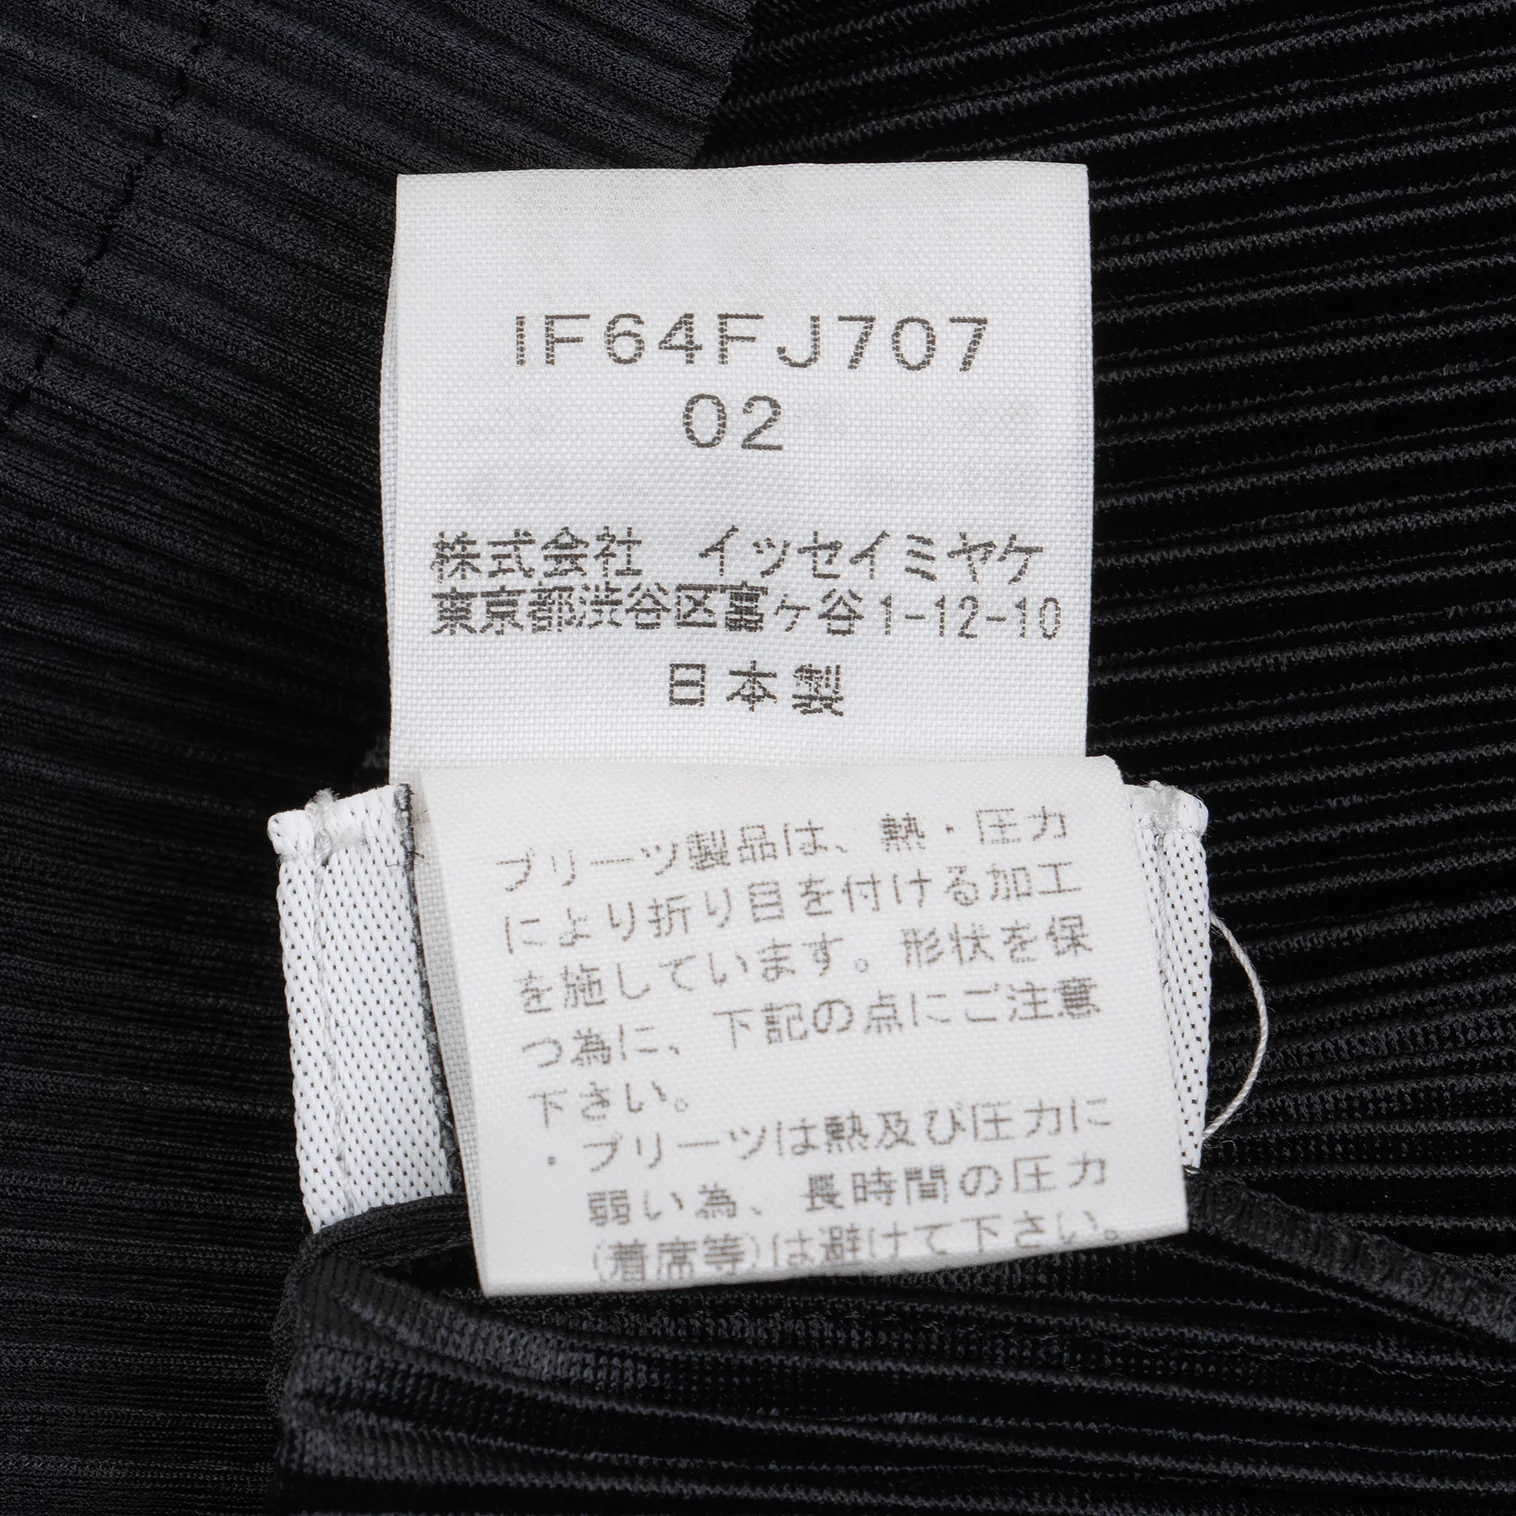 IF64FJ707
02
株式会社　イッセイミヤケ
東京都渋谷区富ヶ谷1-12-10
日本製
プリーツ製品は、熱・圧力
により折り目を付ける加工
を施しています。形状を保
つ為に、下記の点にご注意
下さい。
・プリーツは熱及び圧力に
弱い為、長時間の圧力
(着席等)は避けて下さい。